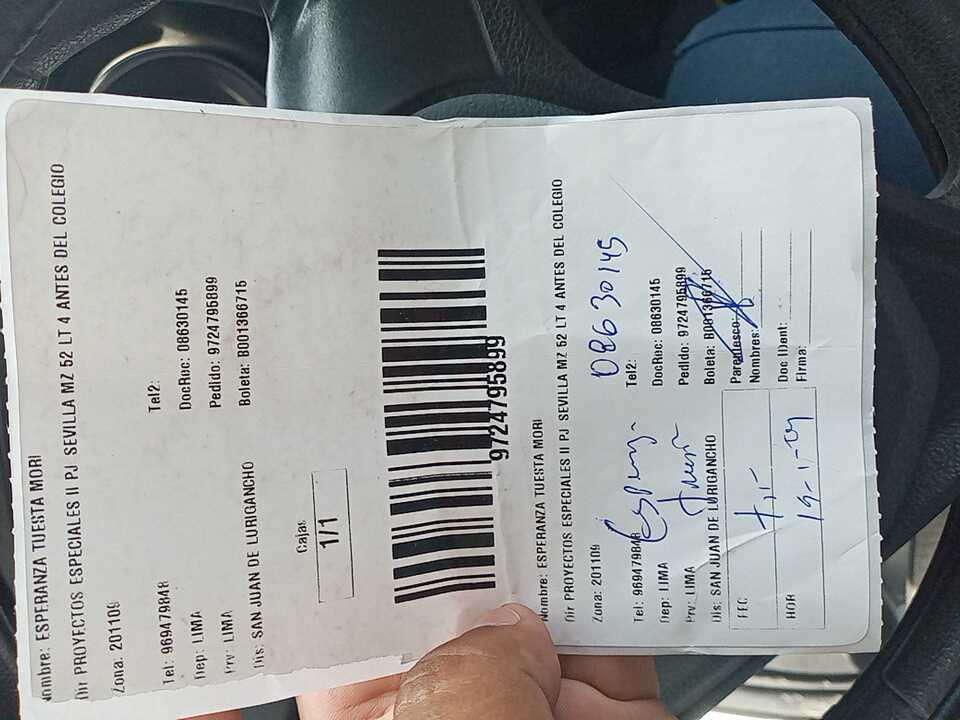 Nombre: ESPERANZA TUESTA MORI
Dir PROYECTOS ESPECIALES II PJ SEVILLA MZ 52 LT 4 ANTES DEL COLEGIO
Zona: 201109
Tel: 969479848 Tel2:
Dep: LIMA DocRuc: 08630145
Prv: LIMA Pedido: 9724795899
Dis: SAN JUAN DE LURIGANCHO Boleta: B001366715
Cajas
1/1
9724795899
Nombre: ESPERANZA TUESTA MORI
Dir PROYECTOS ESPECIALES II PJ SEVILLA MZ 52 LT 4 ANTES DEL COLEGIO
Zona: 201109 08630145
Tel: 969479848 Tel2:
Dep: LIMA DocRuc: 08630145
Prv: LIMA Pedido: 9724795899
Dis: SAN JUAN DE LURIGANCHO Boleta: B001366715
FEC Parentesco:
Nombres:
HOR Doc Ident:
Firma: